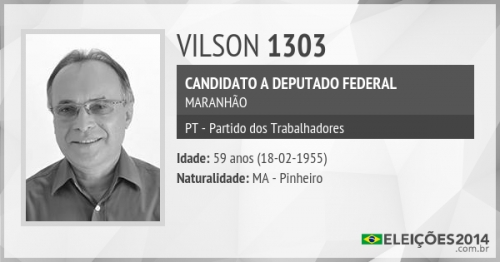 VILSON 1303
CANDIDATO A DEPUTADO FEDERAL
MARANHÃO
PT - Partido dos Trabalhadores
Idade: 59 anos (18-02-1955)
Naturalidade: MA - Pinheiro
ELEIÇÕES2014
.com.br